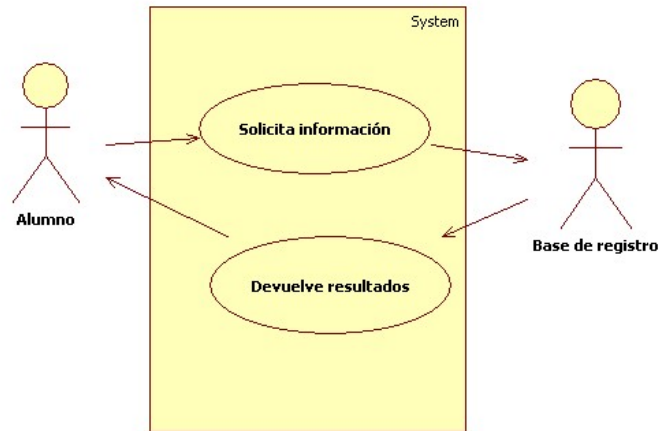 System
Solicita información
Alumno
Base de registro
Devuelve resultados